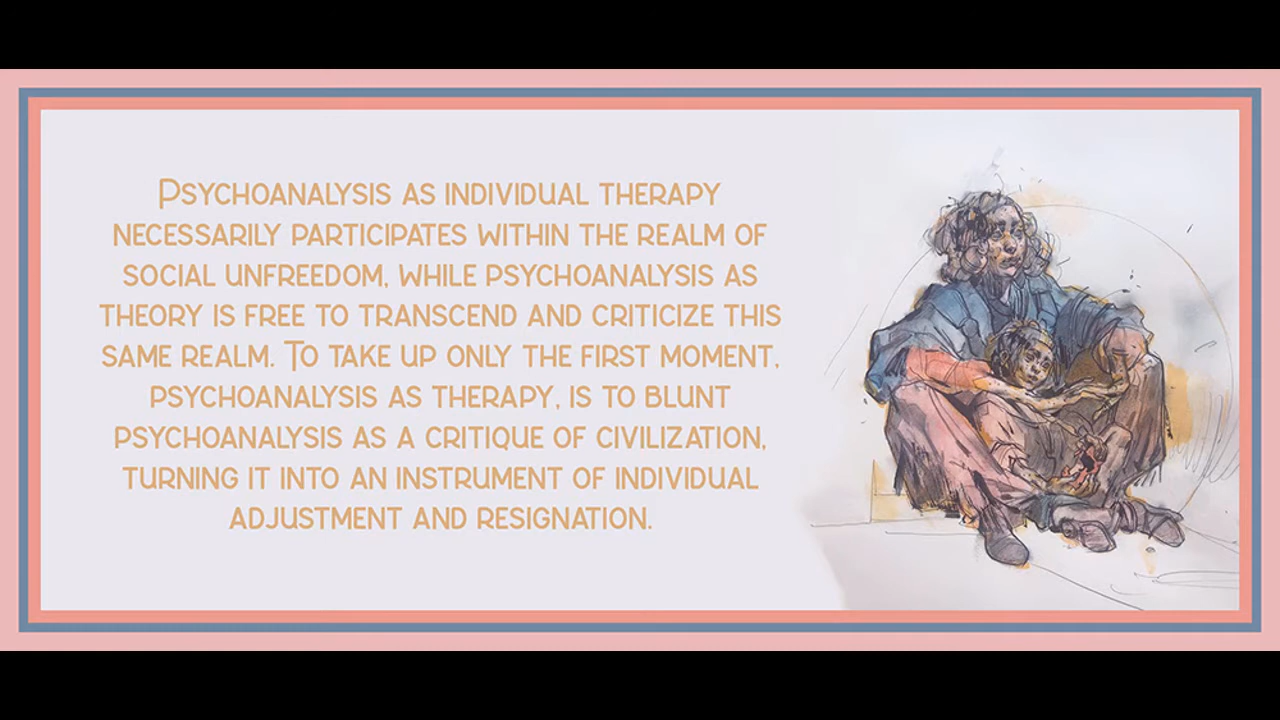 Psychoanalysis as individual therapy
necessarily participates within the realm of
social unfreedom, while psychoanalysis as
theory is free to transcend and criticize this
same realm. To take up only the first moment,
psychoanalysis as therapy, is to blunt
psychoanalysis as a critique of civilization,
turning it into an instrument of individual
adjustment and resignation.